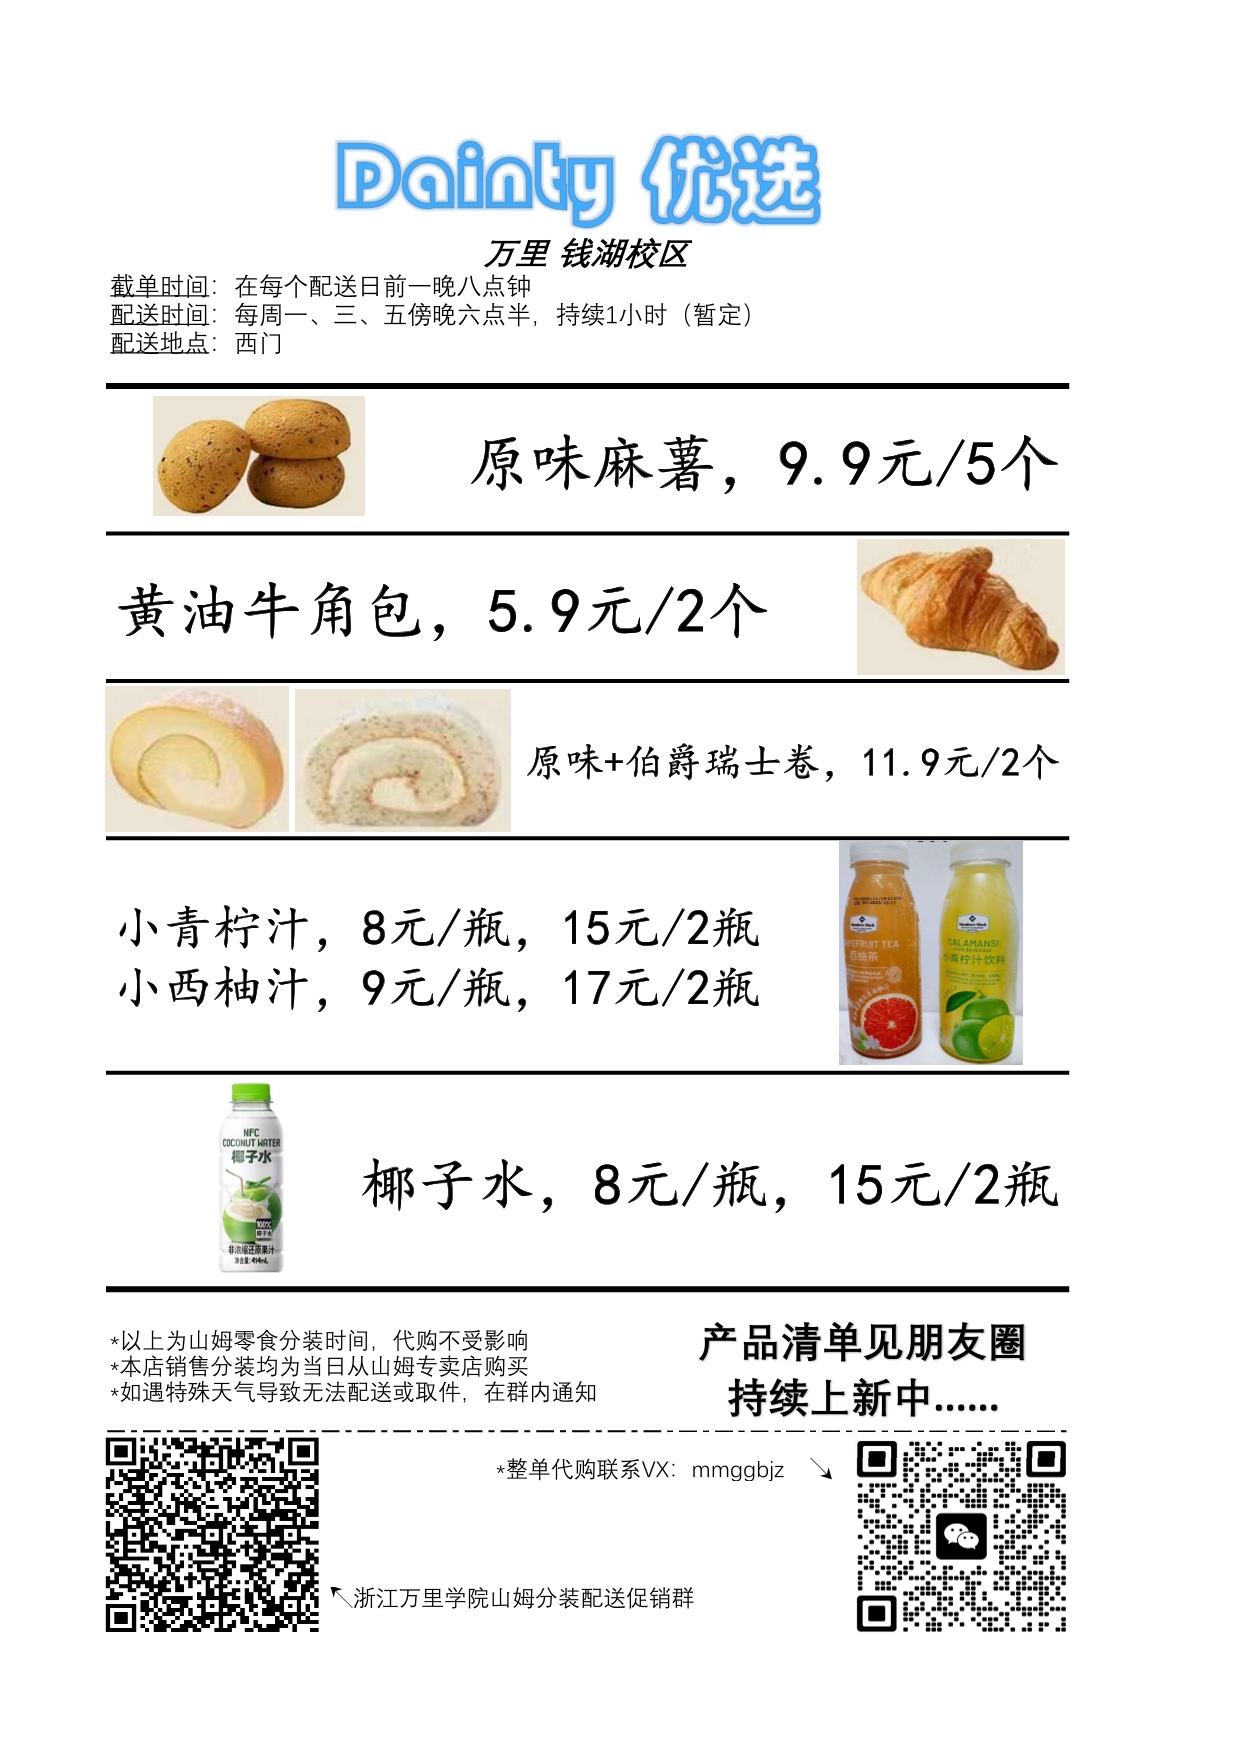 Dainty 优选
万里 钱湖校区
截单时间：在每个配送日前一晚八点钟
配送时间：每周一、三、五傍晚六点半，持续1小时（暂定）
配送地点：西门
原味麻薯，9.9元/5个
黄油牛角包，5.9元/2个
原味+伯爵瑞士卷，11.9元/2个
小青柠汁，8元/瓶，15元/2瓶
小西柚汁，9元/瓶，17元/2瓶
Member's Mark
Member's Mark
GRAPEFRUIT TEA
西柚茶
CALAMANSI
小青柠汁饮料
NFC
COCONUT WATER
椰子水
100%
椰子水
非浓缩还原果汁
净含量:414mL
椰子水，8元/瓶，15元/2瓶
*以上为山姆零食分装时间，代购不受影响
*本店销售分装均为当日从山姆专卖店购买
*如遇特殊天气导致无法配送或取件，在群内通知
产品清单见朋友圈
持续上新中……
*整单代购联系VX：mmggbjz
浙江万里学院山姆分装配送促销群